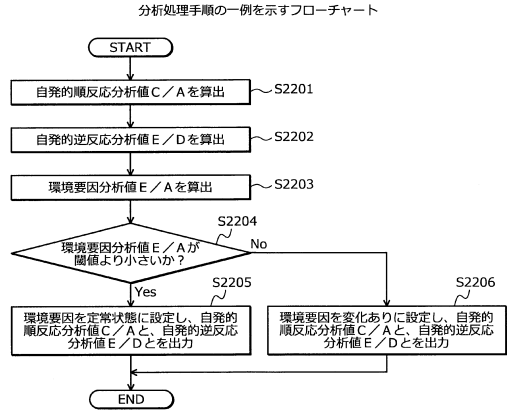 分析処理手順の一例を示すフローチャート
START
自発的順反応分析値C／Aを算出
S2201
自発的逆反応分析値E／Dを算出
S2202
環境要因分析値E／Aを算出
S2203
S2204
環境要因分析値E／Aが
閾値より小さいか？
No
Yes
S2205
環境要因を定常状態に設定し、自発的
順反応分析値C／Aと、自発的逆反応
分析値E／Dとを出力
S2206
環境要因を変化ありに設定し、自発的
順反応分析値C／Aと、自発的逆反応
分析値E／Dとを出力
END